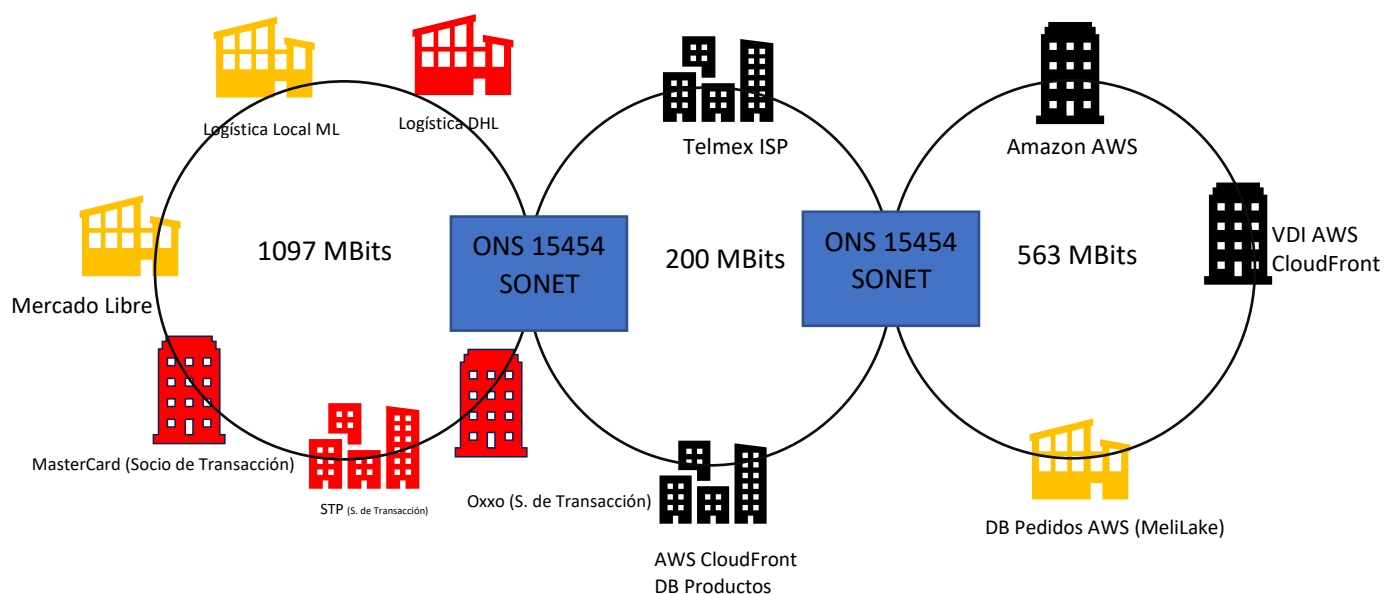 Logística Local ML
Logística DHL
Telmex ISP
Amazon AWS
Mercado Libre
1097 MBits
ONS 15454
SONET
200 MBits
ONS 15454
SONET
563 MBits
VDI AWS
CloudFront
MasterCard (Socio de Transacción)
STP (S. de Transacción)
Oxxo (S. de Transacción)
AWS CloudFront
DB Productos
DB Pedidos AWS (MeliLake)